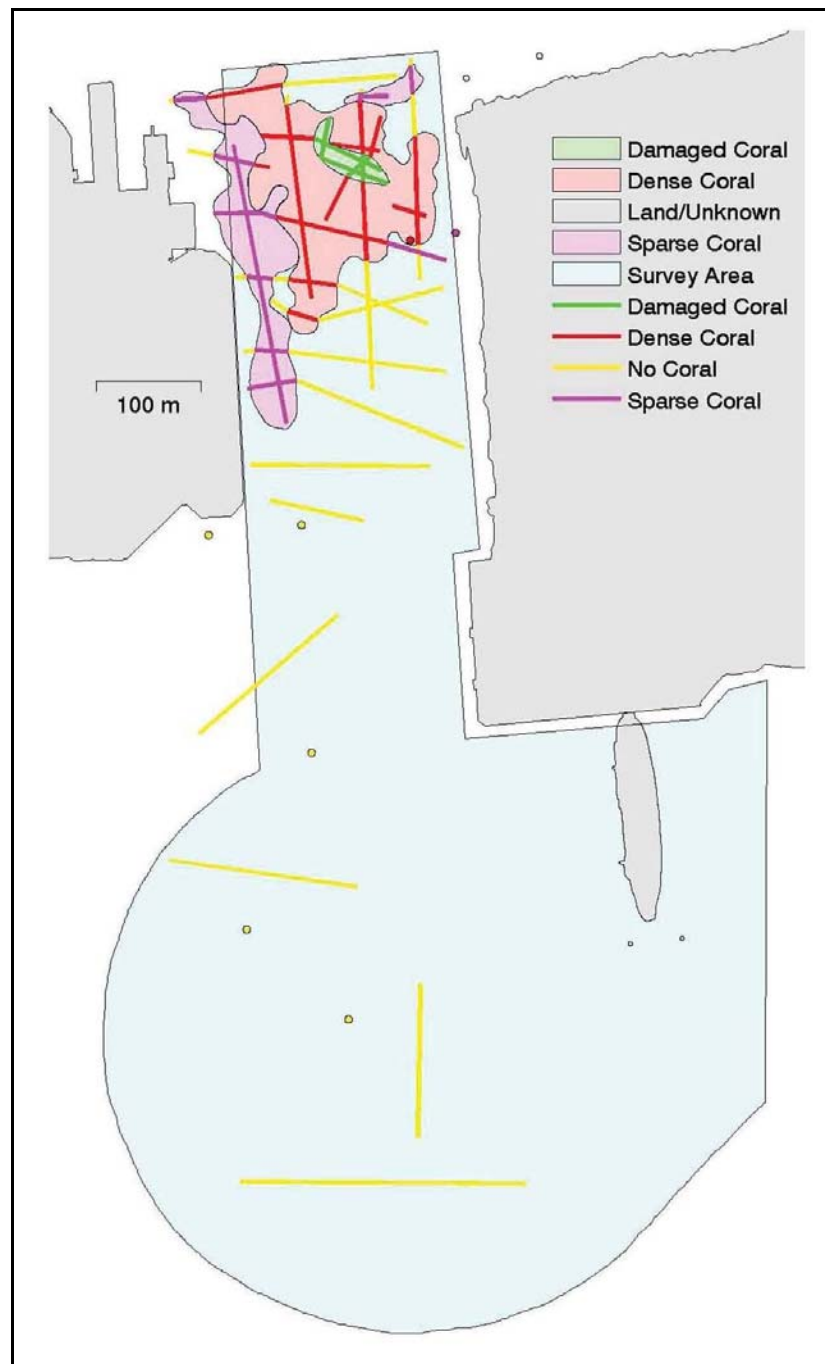 Damaged Coral
Dense Coral
Land/Unknown
Sparse Coral
Survey Area
Damaged Coral
Dense Coral
No Coral
Sparse Coral
100 m